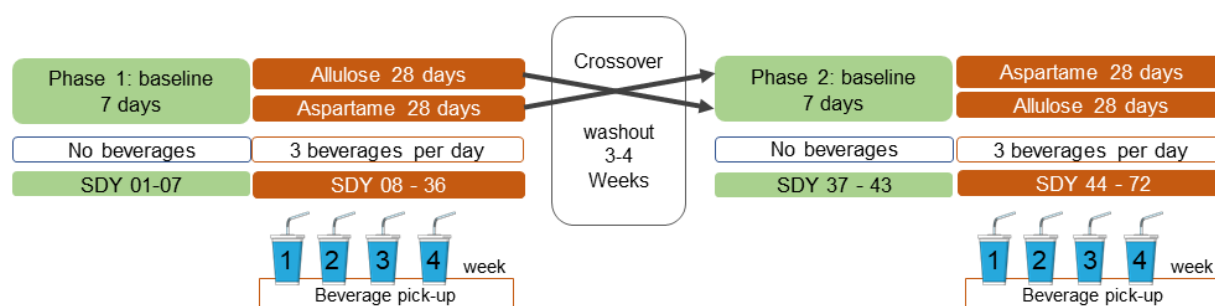 Phase 1: baseline
7 days
Allulose 28 days
Aspartame 28 days
No beverages
3 beverages per day
SDY 01-07
SDY 08 - 36
1 2 3 4 week
Beverage pick-up
Crossover
washout
3-4
Weeks
Phase 2: baseline
7 days
Aspartame 28 days
Allulose 28 days
No beverages
3 beverages per day
SDY 37 - 43
SDY 44 - 72
1 2 3 4 week
Beverage pick-up